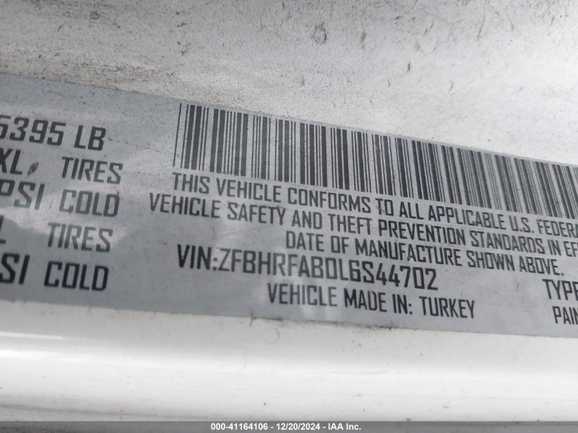 5395 LB
XL, TIRES
PSI COLD
TIRES
SI COLD
THIS VEHICLE CONFORMS TO ALL APPLICABLE U.S. FEDERA
VEHICLE SAFETY AND THEFT PREVENTION STANDARDS IN EF
DATE OF MANUFACTURE SHOWN ABOVE.
VIN:ZFBHRFAB0L6S44702
VEHICLE MADE IN: TURKEY
TYPE
PAIN
000-41164106 - 12/20/2024 - IAA Inc.